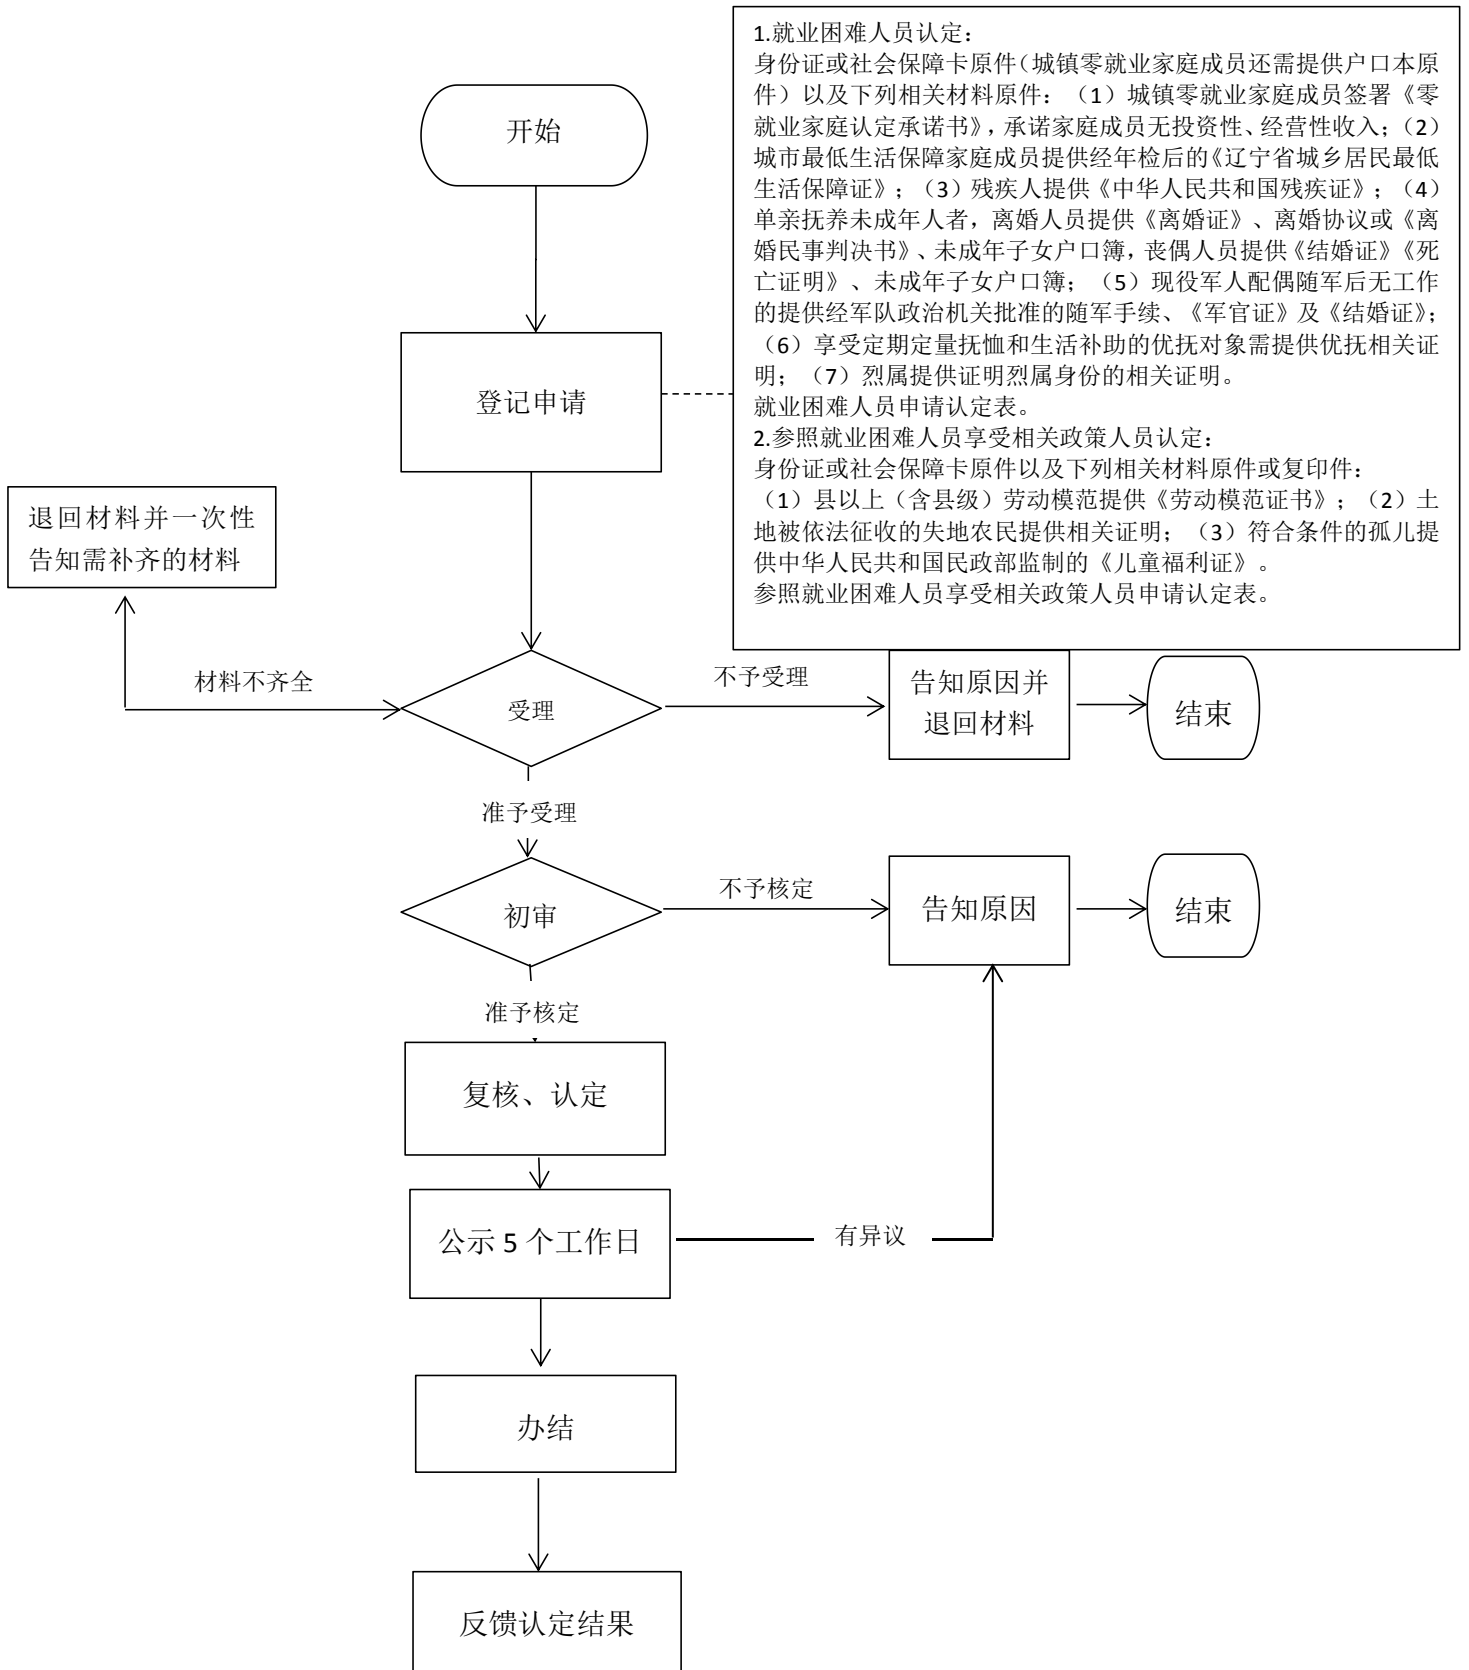 开始
1.就业困难人员认定：
身份证或社会保障卡原件（城镇零就业家庭成员还需提供户口本原
件）以及下列相关材料原件：（1）城镇零就业家庭成员签署《零
就业家庭认定承诺书》，承诺家庭成员无投资性、经营性收入；（2）
城市最低生活保障家庭成员提供经年检后的《辽宁省城乡居民最低
生活保障证》；（3）残疾人提供《中华人民共和国残疾证》；（4）
单亲抚养未成年人者，离婚人员提供《离婚证》、离婚协议或《离
婚民事判决书》、未成年子女户口簿，丧偶人员提供《结婚证》《死
亡证明》、未成年子女户口簿；（5）现役军人配偶随军后无工作
的提供经军队政治机关批准的随军手续、《军官证》及《结婚证》；
（6）享受定期定量抚恤和生活补助的优抚对象需提供优抚相关证
明；（7）烈属提供证明烈属身份的相关证明。
就业困难人员申请认定表。
2.参照就业困难人员享受相关政策人员认定：
身份证或社会保障卡原件以及下列相关材料原件或复印件：
（1）县以上（含县级）劳动模范提供《劳动模范证书》；（2）土
地被依法征收的失地农民提供相关证明；（3）符合条件的孤儿提
供中华人民共和国民政部监制的《儿童福利证》。
参照就业困难人员享受相关政策人员申请认定表。
登记申请
退回材料并一次性
告知需补齐的材料
材料不齐全
受理
不予受理
告知原因并
退回材料
结束
准予受理
初审
不予核定
告知原因
结束
准予核定
复核、认定
公示 5 个工作日
有异议
办结
反馈认定结果